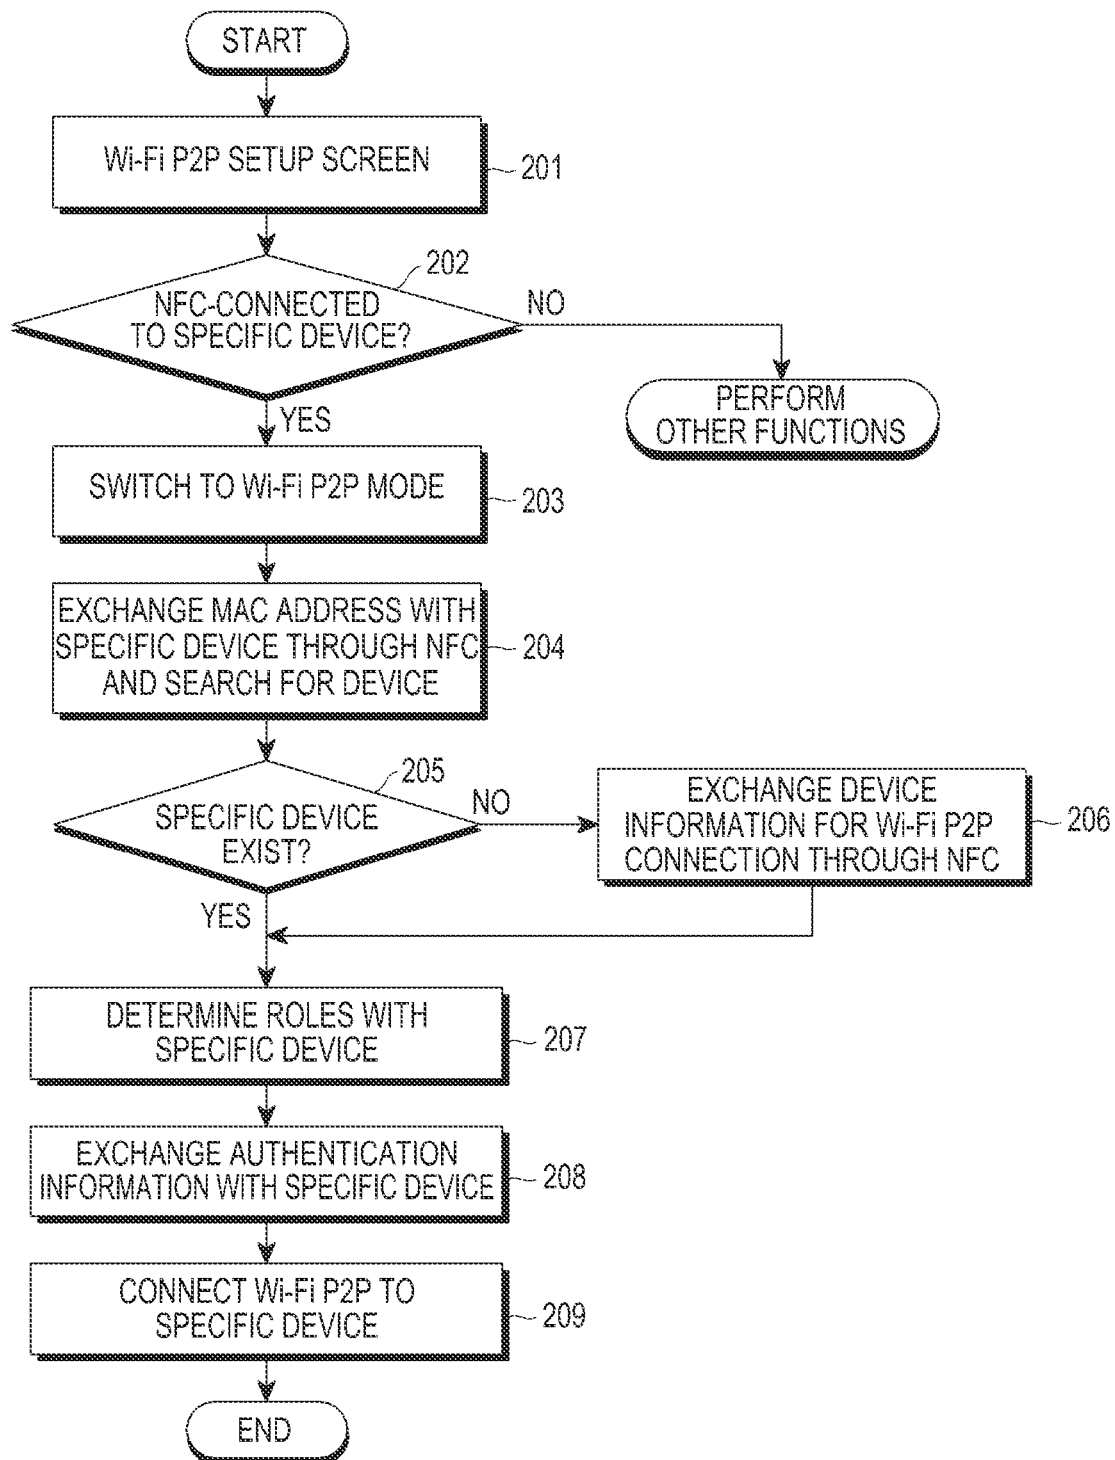 START
Wi-Fi P2P SETUP SCREEN
201
202
NFC-CONNECTED
TO SPECIFIC DEVICE?
NO
PERFORM
OTHER FUNCTIONS
YES
SWITCH TO Wi-Fi P2P MODE
203
EXCHANGE MAC ADDRESS WITH
SPECIFIC DEVICE THROUGH NFC
AND SEARCH FOR DEVICE
204
205
SPECIFIC DEVICE
EXIST?
NO
EXCHANGE DEVICE
INFORMATION FOR Wi-Fi P2P
CONNECTION THROUGH NFC
206
YES
DETERMINE ROLES WITH
SPECIFIC DEVICE
207
EXCHANGE AUTHENTICATION
INFORMATION WITH SPECIFIC DEVICE
208
CONNECT Wi-Fi P2P TO
SPECIFIC DEVICE
209
END